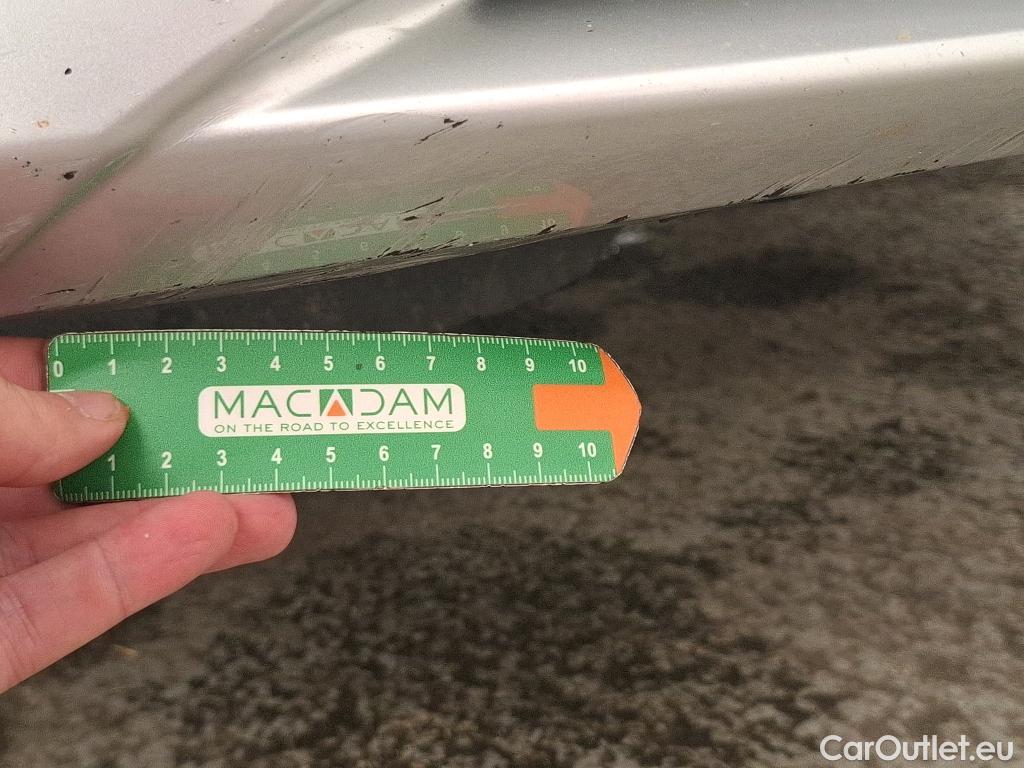 0 1 2 3 4 5 6 7 8 9 10
MACADAM
ON THE ROAD TO EXCELLENCE
1 2 3 4 5 6 7 8 9 10
CarOutlet.eu